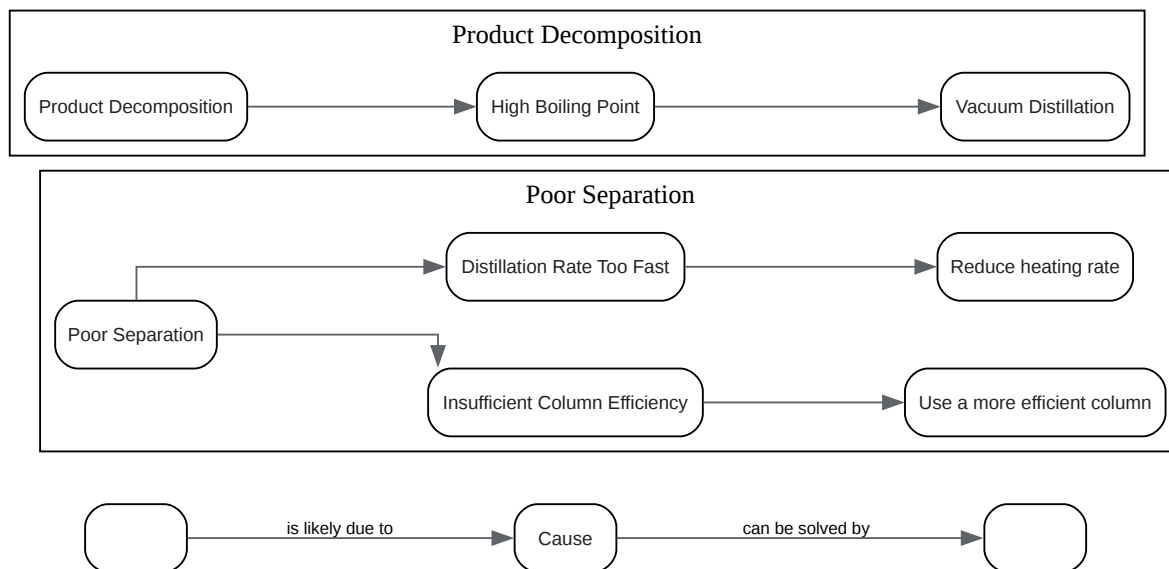 Product Decomposition
Product Decomposition
High Boiling Point
Vacuum Distillation
Poor Separation
Distillation Rate Too Fast
Reduce heating rate
Poor Separation
Insufficient Column Efficiency
Use a more efficient column
is likely due to
Cause
can be solved by